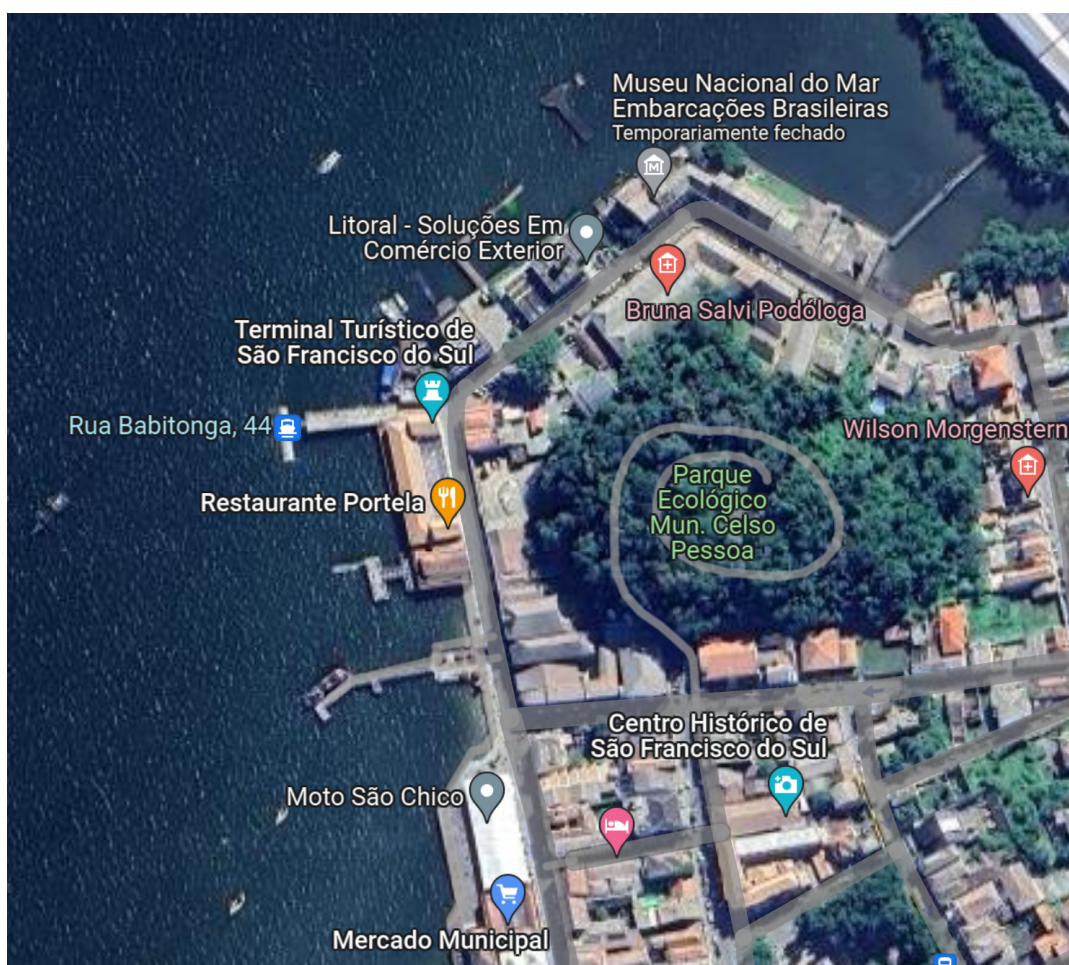 Museu Nacional do Mar
Embarcações Brasileiras
Temporariamente fechado
Litoral - Soluções Em
Comércio Exterior
Bruna Salvi Podóloga
Terminal Turístico de
São Francisco do Sul
Rua Babitonga, 44
Wilson Morgenstern
Parque
Ecológico
Mun. Celso
Pessoa
Restaurante Portela
Centro Histórico de
São Francisco do Sul
Moto São Chico
Mercado Municipal